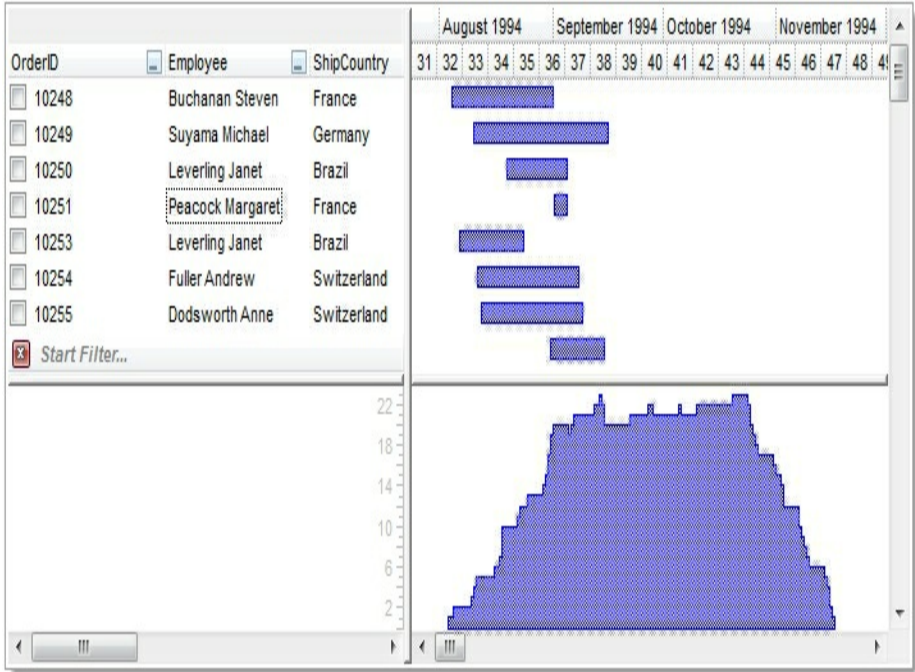 August 1994 September 1994 October 1994 November 1994
OrderID Employee ShipCountry 31 32 33 34 35 36 37 38 39 40 41 42 43 44 45 46 47 48
10248 Buchanan Steven France
10249 Suyama Michael Germany
10250 Leverling Janet Brazil
10251 Peacock Margaret France
10253 Leverling Janet Brazil
10254 Fuller Andrew Switzerland
10255 Dodsworth Anne Switzerland
Start Filter...
22
18
14
10
6
2